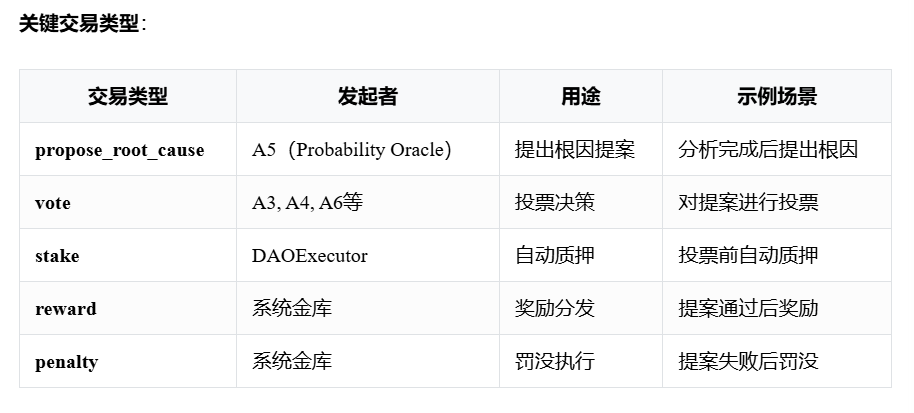 关键交易类型：
交易类型 发起者 用途 示例场景
propose_root_cause A5（Probability Oracle） 提出根因提案 分析完成后提出根因
vote A3, A4, A6等 投票决策 对提案进行投票
stake DAOExecutor 自动质押 投票前自动质押
reward 系统金库 奖励分发 提案通过后奖励
penalty 系统金库 罚没执行 提案失败后罚没